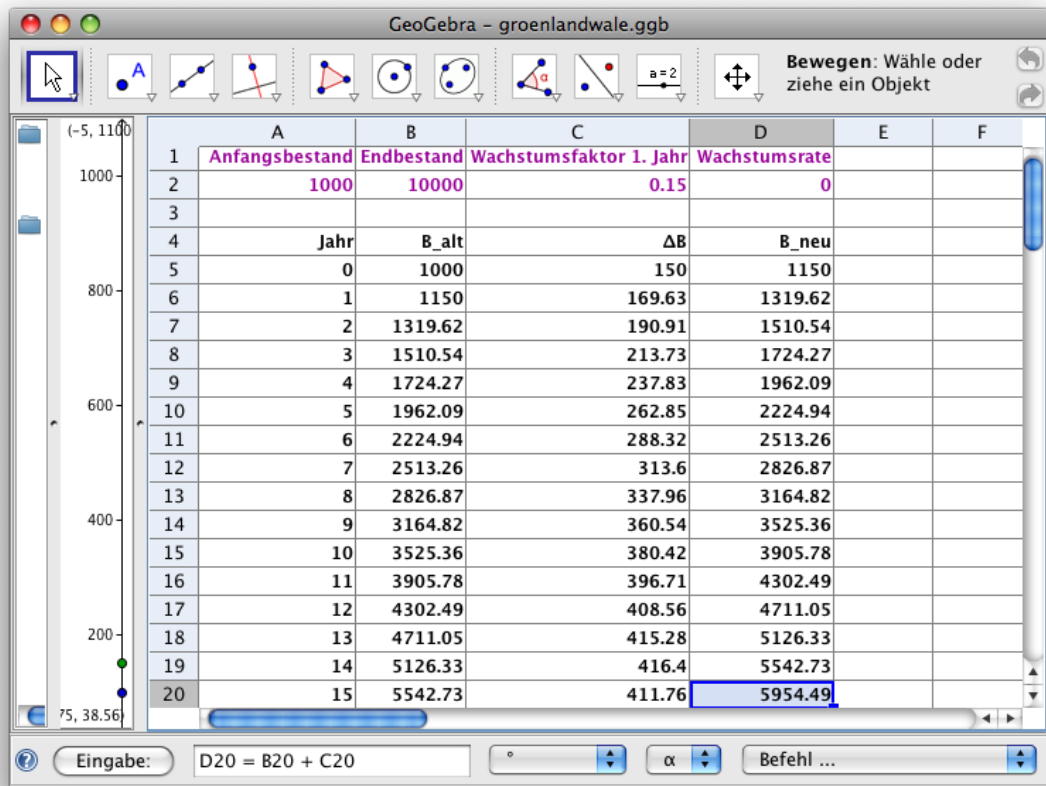 GeoGebra – groenlandwale.ggb
A
α
a=2
Bewegen: Wähle oder
ziehe ein Objekt
(–5, 1100
1000
800
600
400
200
75, 38.56)
A B C D E F
1 Anfangsbestand Endbestand Wachstumsfaktor 1. Jahr Wachstumsrate
2 1000 10000 0.15 0
3
4 Jahr B_alt ΔB B_neu
5 0 1000 150 1150
6 1 1150 169.63 1319.62
7 2 1319.62 190.91 1510.54
8 3 1510.54 213.73 1724.27
9 4 1724.27 237.83 1962.09
10 5 1962.09 262.85 2224.94
11 6 2224.94 288.32 2513.26
12 7 2513.26 313.6 2826.87
13 8 2826.87 337.96 3164.82
14 9 3164.82 360.54 3525.36
15 10 3525.36 380.42 3905.78
16 11 3905.78 396.71 4302.49
17 12 4302.49 408.56 4711.05
18 13 4711.05 415.28 5126.33
19 14 5126.33 416.4 5542.73
20 15 5542.73 411.76 5954.49
? Eingabe: D20 = B20 + C20 ° α Befehl ...